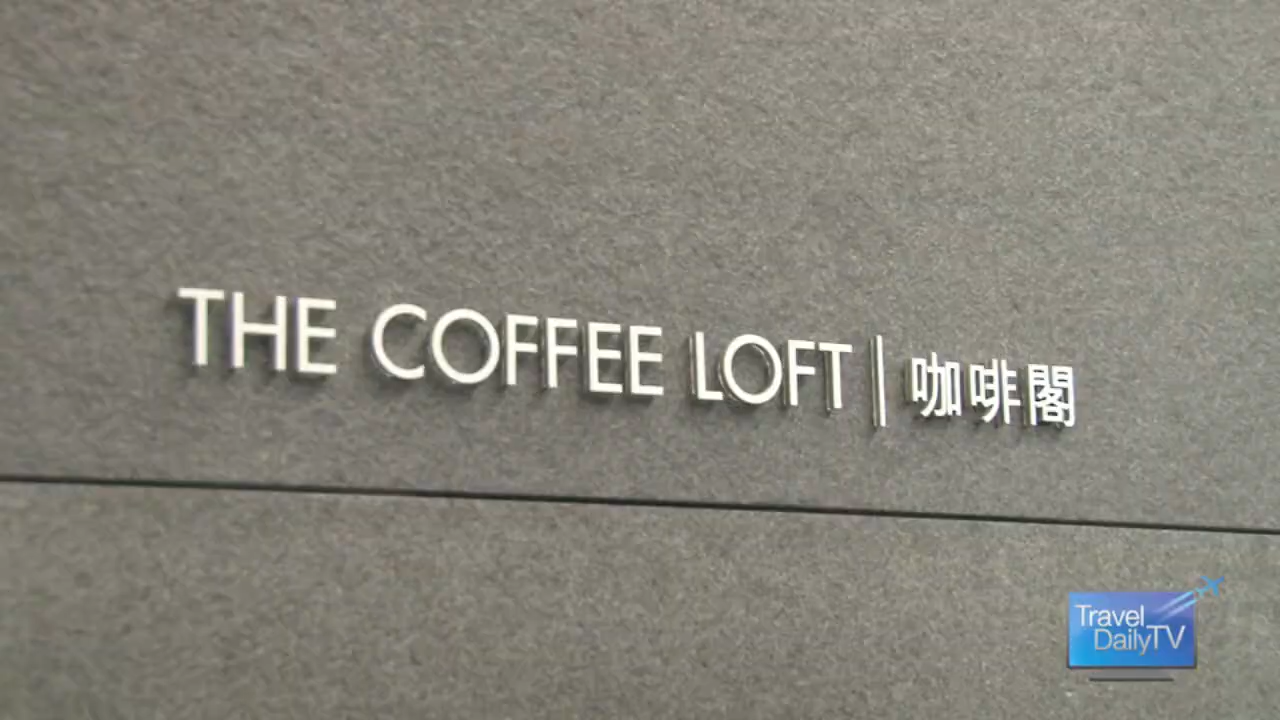 THE COFFEE LOFT | 咖啡閣
Travel
DailyTV